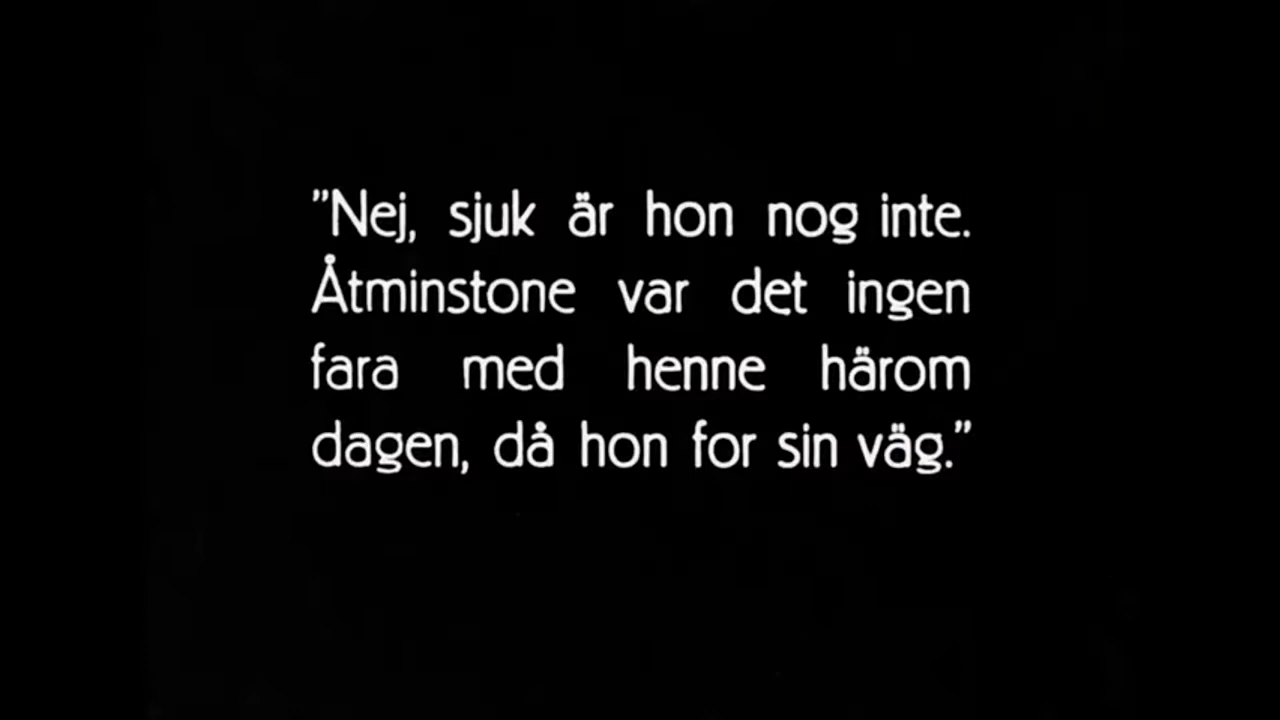 ”Nej, sjuk är hon nog inte.
Åtminstone var det ingen
fara med henne härom
dagen, då hon for sin väg.”